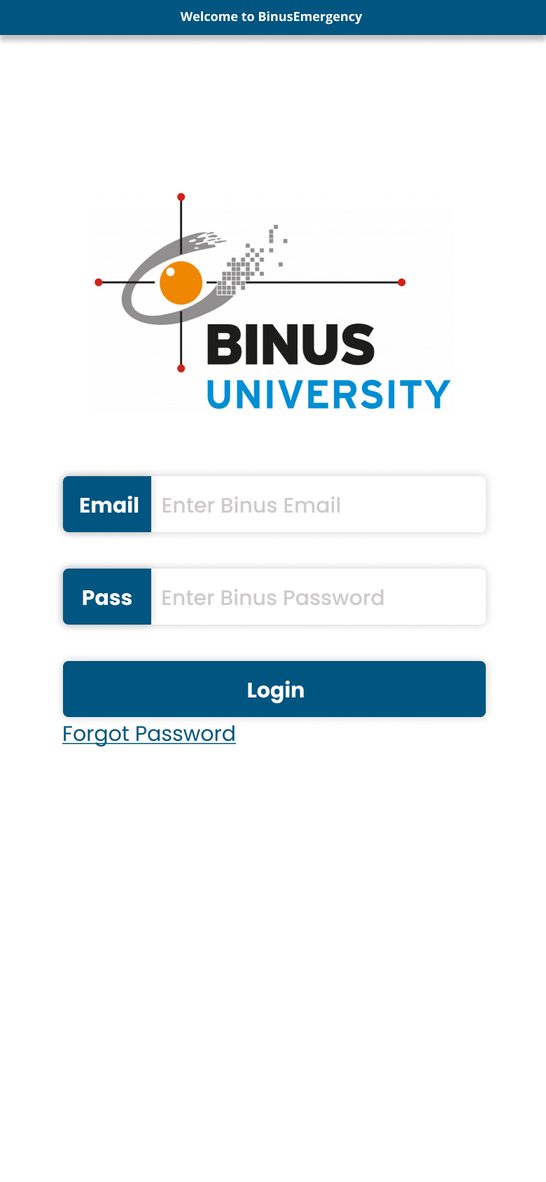 Welcome to BinusEmergency
BINUS
UNIVERSITY
Email Enter Binus Email
Pass Enter Binus Password
Login
Forgot Password